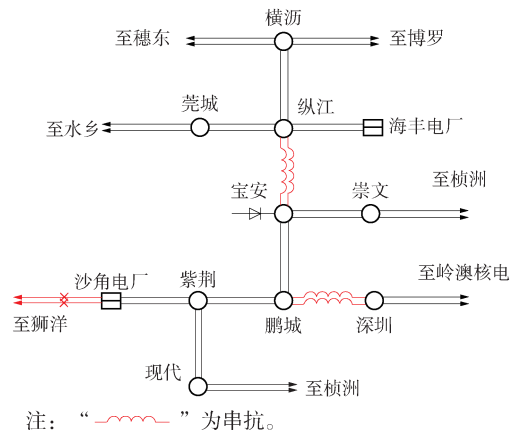 横沥
至穗东
至博罗
莞城
纵江
至水乡
海丰电厂
至桢洲
宝安
崇文
至岭澳核电
沙角电厂
紫荆
至狮洋
鹏城
深圳
现代
至桢洲
注：“ ”为串抗。